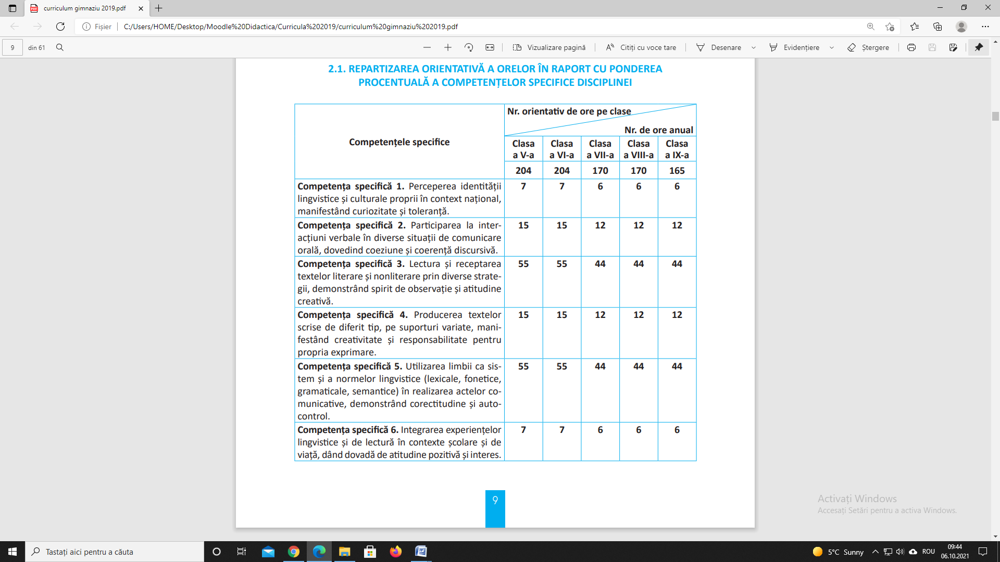 curriculum gimnaziu 2019.pdf
Fișier
C:/Users/HOME/Desktop/Moodle%20Didactica/Curricula%202019/curriculum%20gimnaziu%202019.pdf
9 din 61
Vizualizare pagină
Citiți cu voce tare
Desenare
Evidențiere
Ștergere
2.1. REPARTIZAREA ORIENTATIVĂ A ORELOR ÎN RAPORT CU PONDEREA
PROCENTUALĂ A COMPETENȚELOR SPECIFICE DISCIPLINEI
Competențele specifice
Nr. orientativ de ore pe clase
Nr. de ore anual
Clasa a V-a
Clasa a VI-a
Clasa a VII-a
Clasa a VIII-a
Clasa a IX-a
204 204 170 170 165
Competența specifică 1. Perceperea identității
lingvistice și culturale proprii în context național,
manifestând curiozitate și toleranță.
7 7 6 6 6
Competența specifică 2. Participarea la inter-
acțiuni verbale în diverse situații de comunicare
orală, dovedind coeziune și coerență discursivă.
15 15 12 12 12
Competența specifică 3. Lectura și receptarea
textelor literare și nonliterare prin diverse strate-
gii, demonstrând spirit de observație și atitudine
creativă.
55 55 44 44 44
Competența specifică 4. Producerea textelor
scrise de diferit tip, pe suporturi variate, mani-
festând creativitate și responsabilitate pentru
propria exprimare.
15 15 12 12 12
Competența specifică 5. Utilizarea limbii ca sis-
tem și a normelor lingvistice (lexicale, fonetice,
gramaticale, semantice) în realizarea actelor co-
municative, demonstrând corectitudine și auto-
control.
55 55 44 44 44
Competența specifică 6. Integrarea experiențelor
lingvistice și de lectură în contexte școlare și de
viață, dând dovadă de atitudine pozitivă și interes.
7 7 6 6 6
9
Activați Windows
Accesați Setări pentru a activa Windows.
Tastați aici pentru a căuta
5°C Sunny
ROU
09:44
06.10.2021